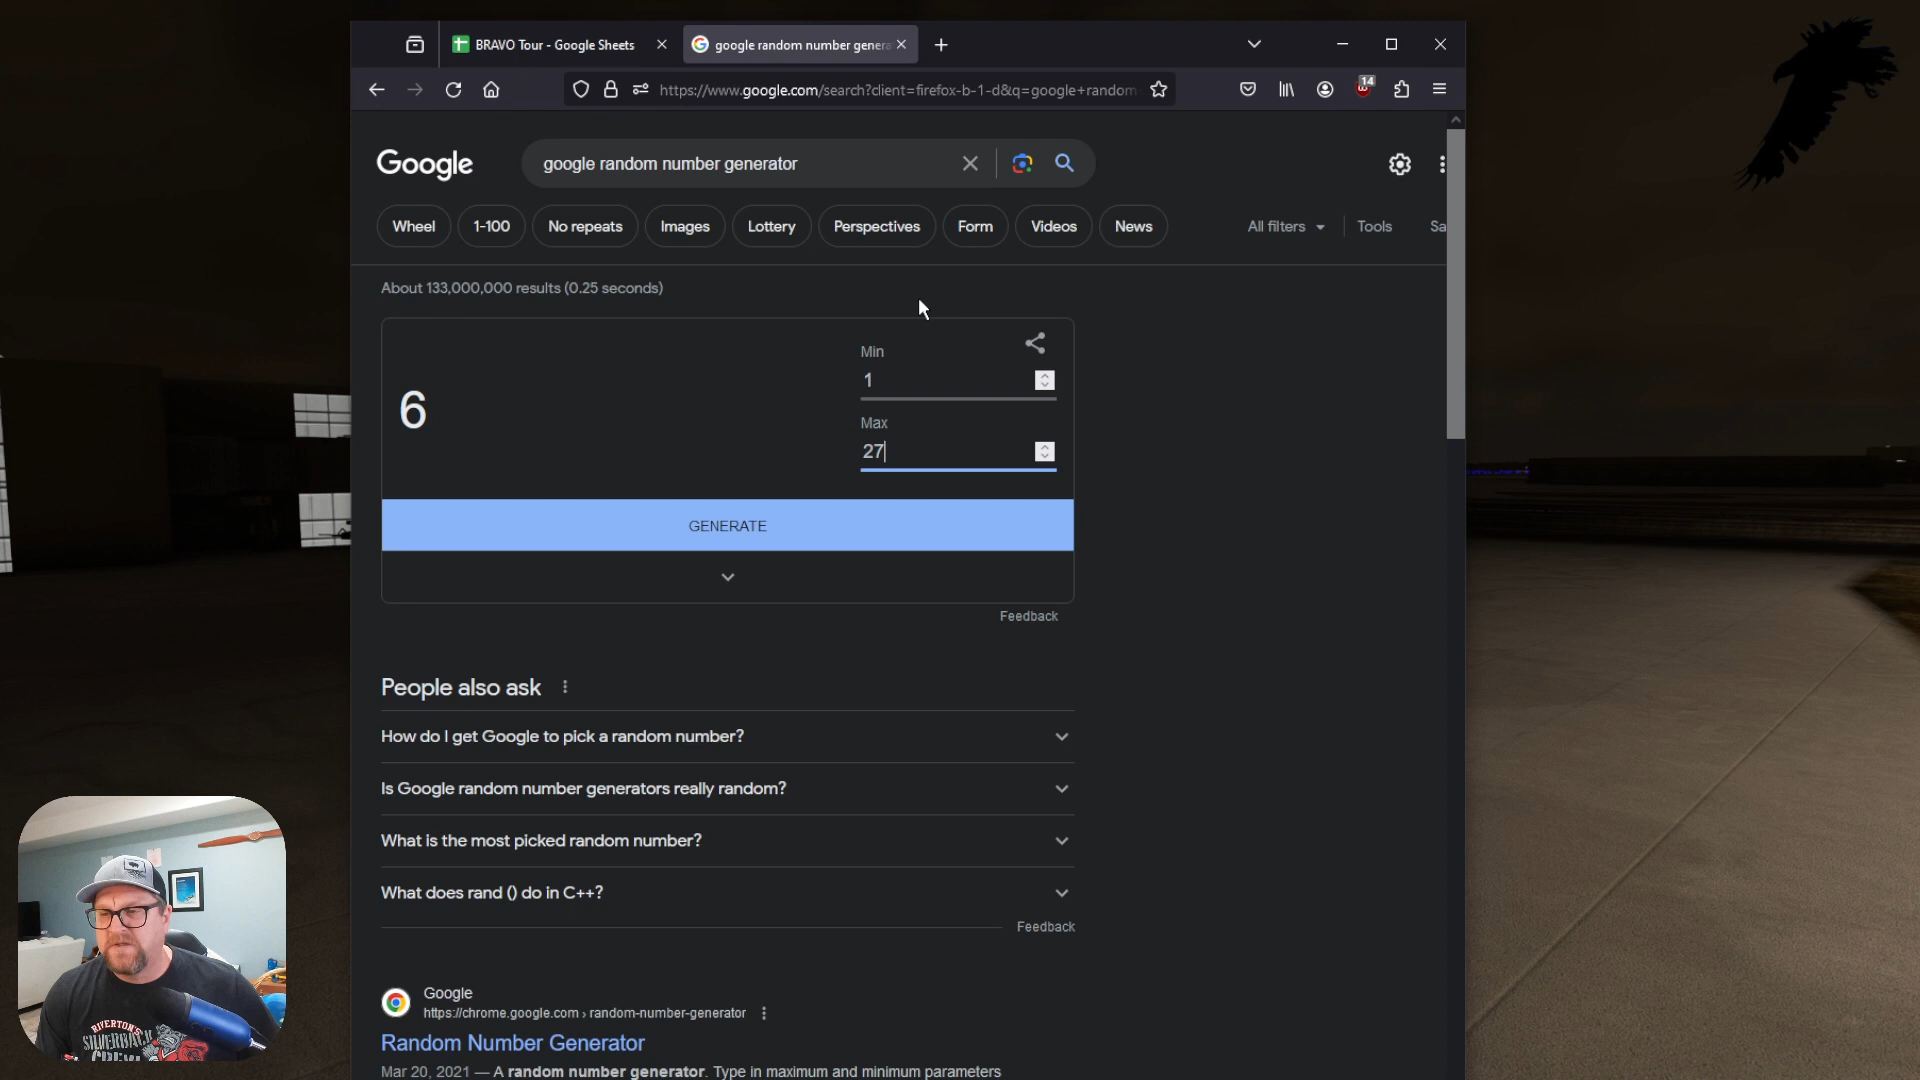 BRAVO Tour - Google Sheets
google random number genera
14
https://www.google.com/search?client=firefox-b-1-d&q=google+random
Google
google random number generator
Wheel
1-100
No repeats
Images
Lottery
Perspectives
Form
Videos
News
All filters
Tools
Sa
About 133,000,000 results (0.25 seconds)
6
Min
1
Max
27
GENERATE
Feedback
People also ask
How do I get Google to pick a random number?
Is Google random number generators really random?
What is the most picked random number?
What does rand () do in C++?
Feedback
Google
https://chrome.google.com › random-number-generator
Random Number Generator
Mar 20, 2021 — A random number generator. Type in maximum and minimum parameters
RIVERTON'S
SILVERBACK
CREW